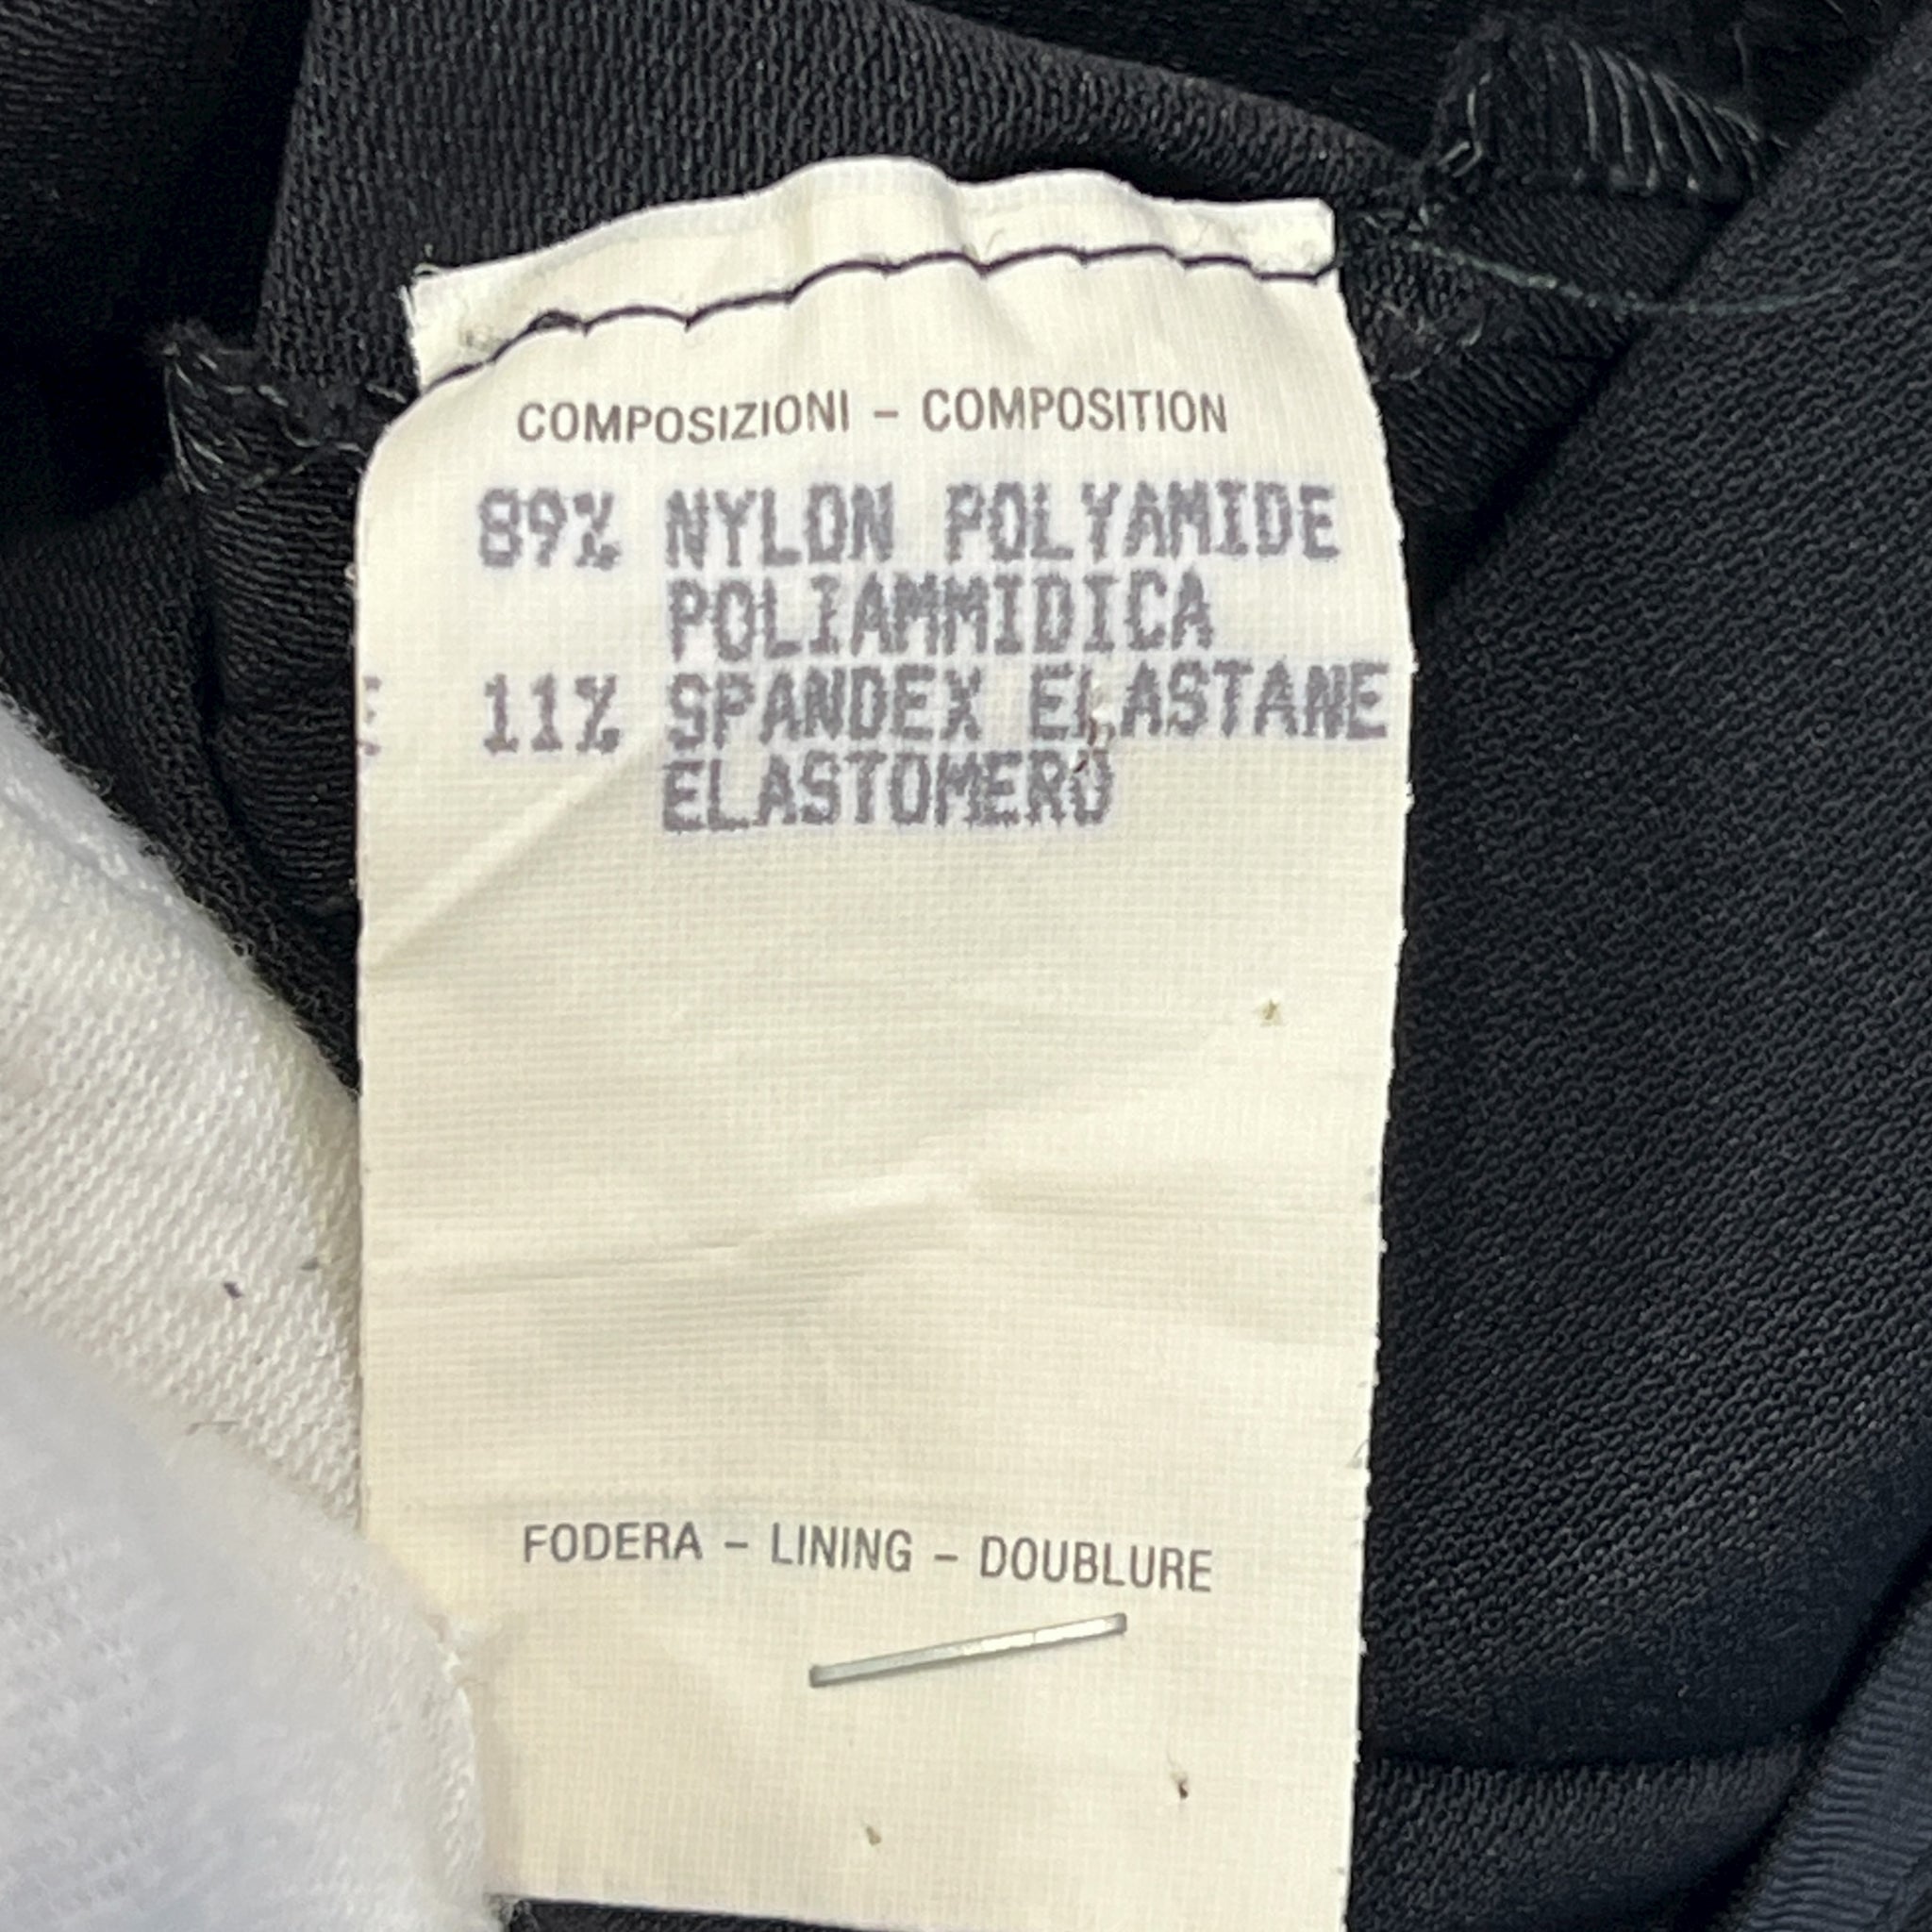 COMPOSIZIONI – COMPOSITION
89% NYLON POLYAMIDE
POLIAMMIDICA
11% SPANDEX ELASTANE
ELASTOMERO
FODERA – LINING – DOUBLURE